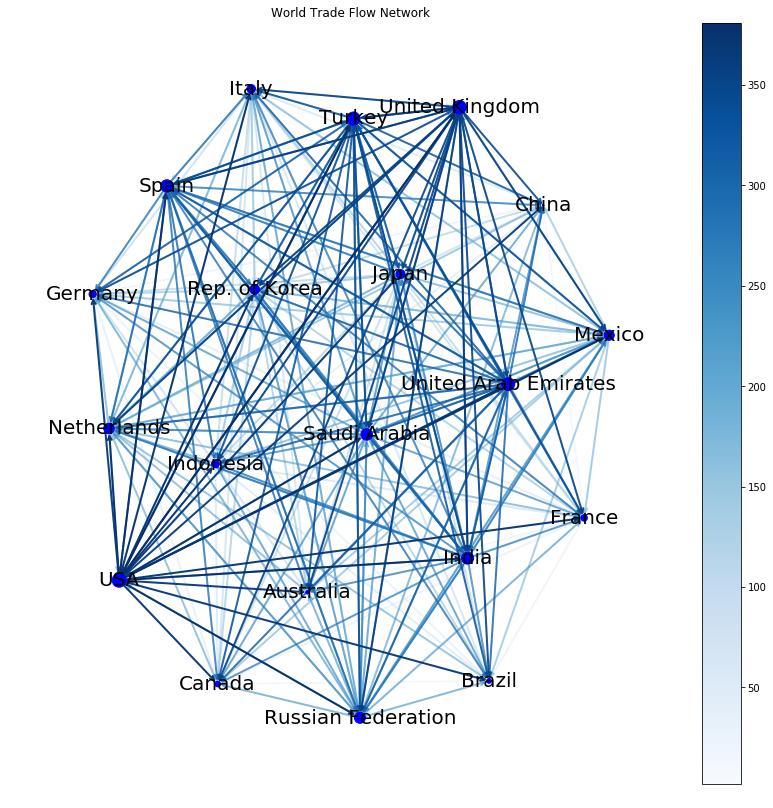 World Trade Flow Network
Italy
Turkey
United Kingdom
Spain
China
Japan
Rep. of Korea
Germany
Mexico
United Arab Emirates
Netherlands
Saudi Arabia
Indonesia
France
India
USA
Australia
Canada
Brazil
Russian Federation
350
300
250
200
150
100
50